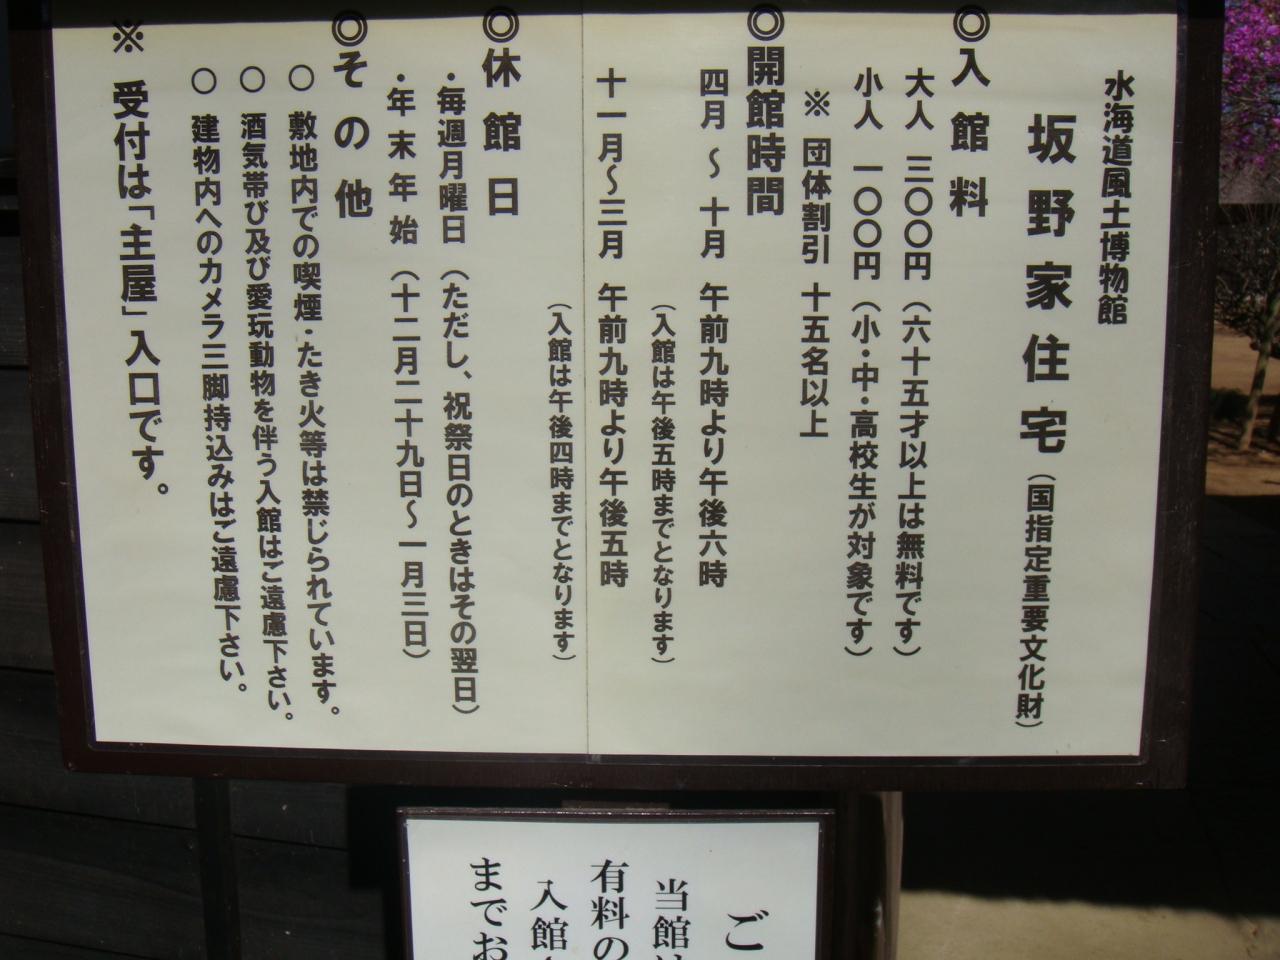 水海道風土博物館
坂野家住宅（国指定重要文化財）
◎入館料
大人 三〇〇円（六十五才以上は無料です）
小人 一〇〇円（小・中・高校生が対象です）
※ 団体割引 十五名以上
◎開館時間
四月～十月 午前九時より午後六時
（入館は午後五時までとなります）
十一月～三月 午前九時より午後五時
（入館は午後四時までとなります）
◎休館日
・毎週月曜日（ただし、祝祭日のときはその翌日）
・年末年始（十二月二十九日～一月三日）
◎その他
○ 敷地内での喫煙・たき火等は禁じられています。
○ 酒気帯び及び愛玩動物を伴う入館はご遠慮下さい。
○ 建物内へのカメラ三脚持込みはご遠慮下さい。
※ 受付は「主屋」入口です。
ご
当館
有料の
入館
までお